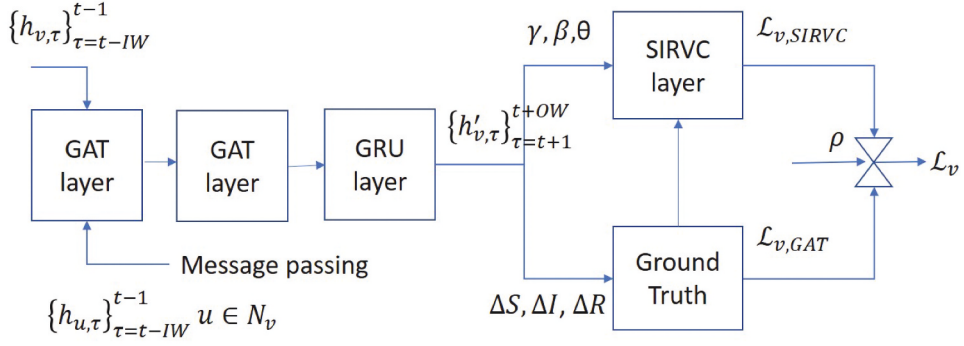 {h_{v,τ}}_{τ=t-IW}^{t-1}
GAT layer
GAT layer
GRU layer
Message passing
{h_{u,τ}}_{τ=t-IW}^{t-1} u ∈ N_v
{h'_{v,τ}}_{τ=t+1}^{t+OW}
γ, β,θ
SIRVC layer
ℒ_{v,SIRVC}
ΔS, ΔI, ΔR
Ground Truth
ℒ_{v,GAT}
ρ
ℒ_v